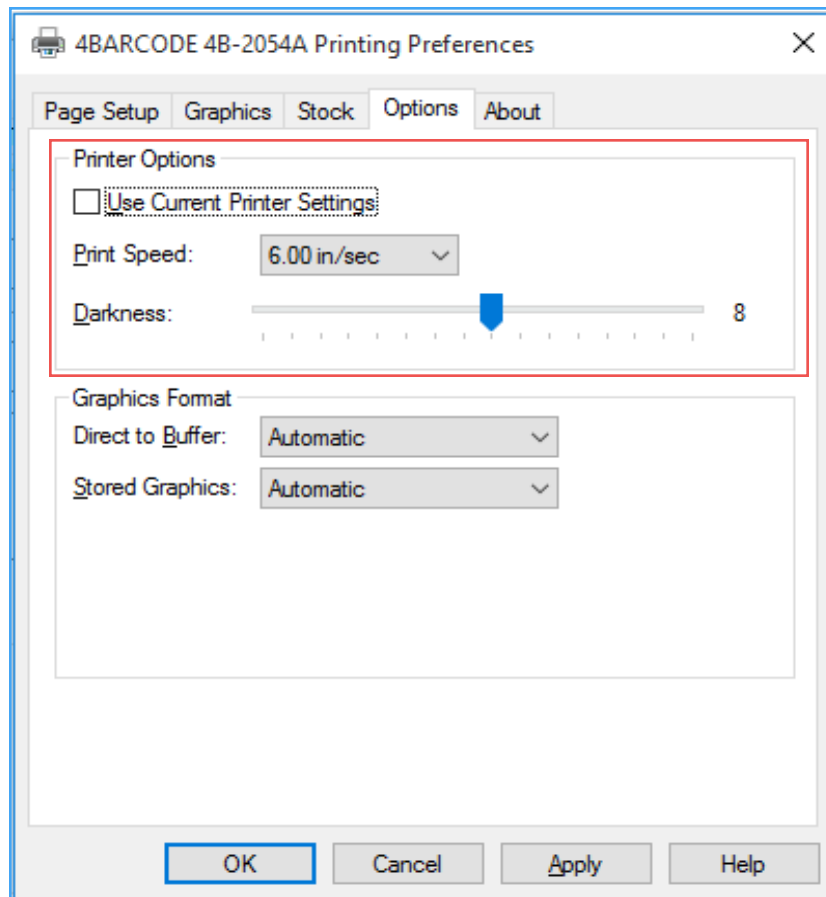 4BARCODE 4B-2054A Printing Preferences
Page Setup Graphics Stock Options About
Printer Options
Use Current Printer Settings
Print Speed: 6.00 in/sec
Darkness: 8
Graphics Format
Direct to Buffer: Automatic
Stored Graphics: Automatic
OK Cancel Apply Help